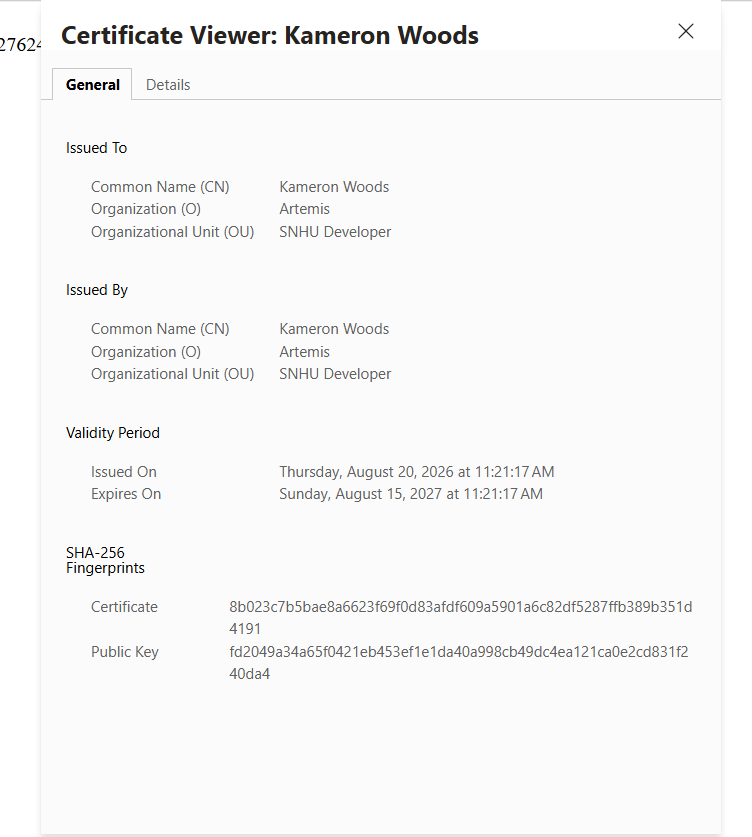 Certificate Viewer: Kameron Woods
27624
General Details
Issued To
Common Name (CN) Kameron Woods
Organization (O) Artemis
Organizational Unit (OU) SNHU Developer
Issued By
Common Name (CN) Kameron Woods
Organization (O) Artemis
Organizational Unit (OU) SNHU Developer
Validity Period
Issued On Thursday, August 20, 2026 at 11:21:17 AM
Expires On Sunday, August 15, 2027 at 11:21:17 AM
SHA-256
Fingerprints
Certificate 8b023c7b5bae8a6623f69f0d83afdf609a5901a6c82df5287ffb389b351d
4191
Public Key fd2049a34a65f0421eb453ef1e1da40a998cb49dc4ea121ca0e2cd831f2
40da4